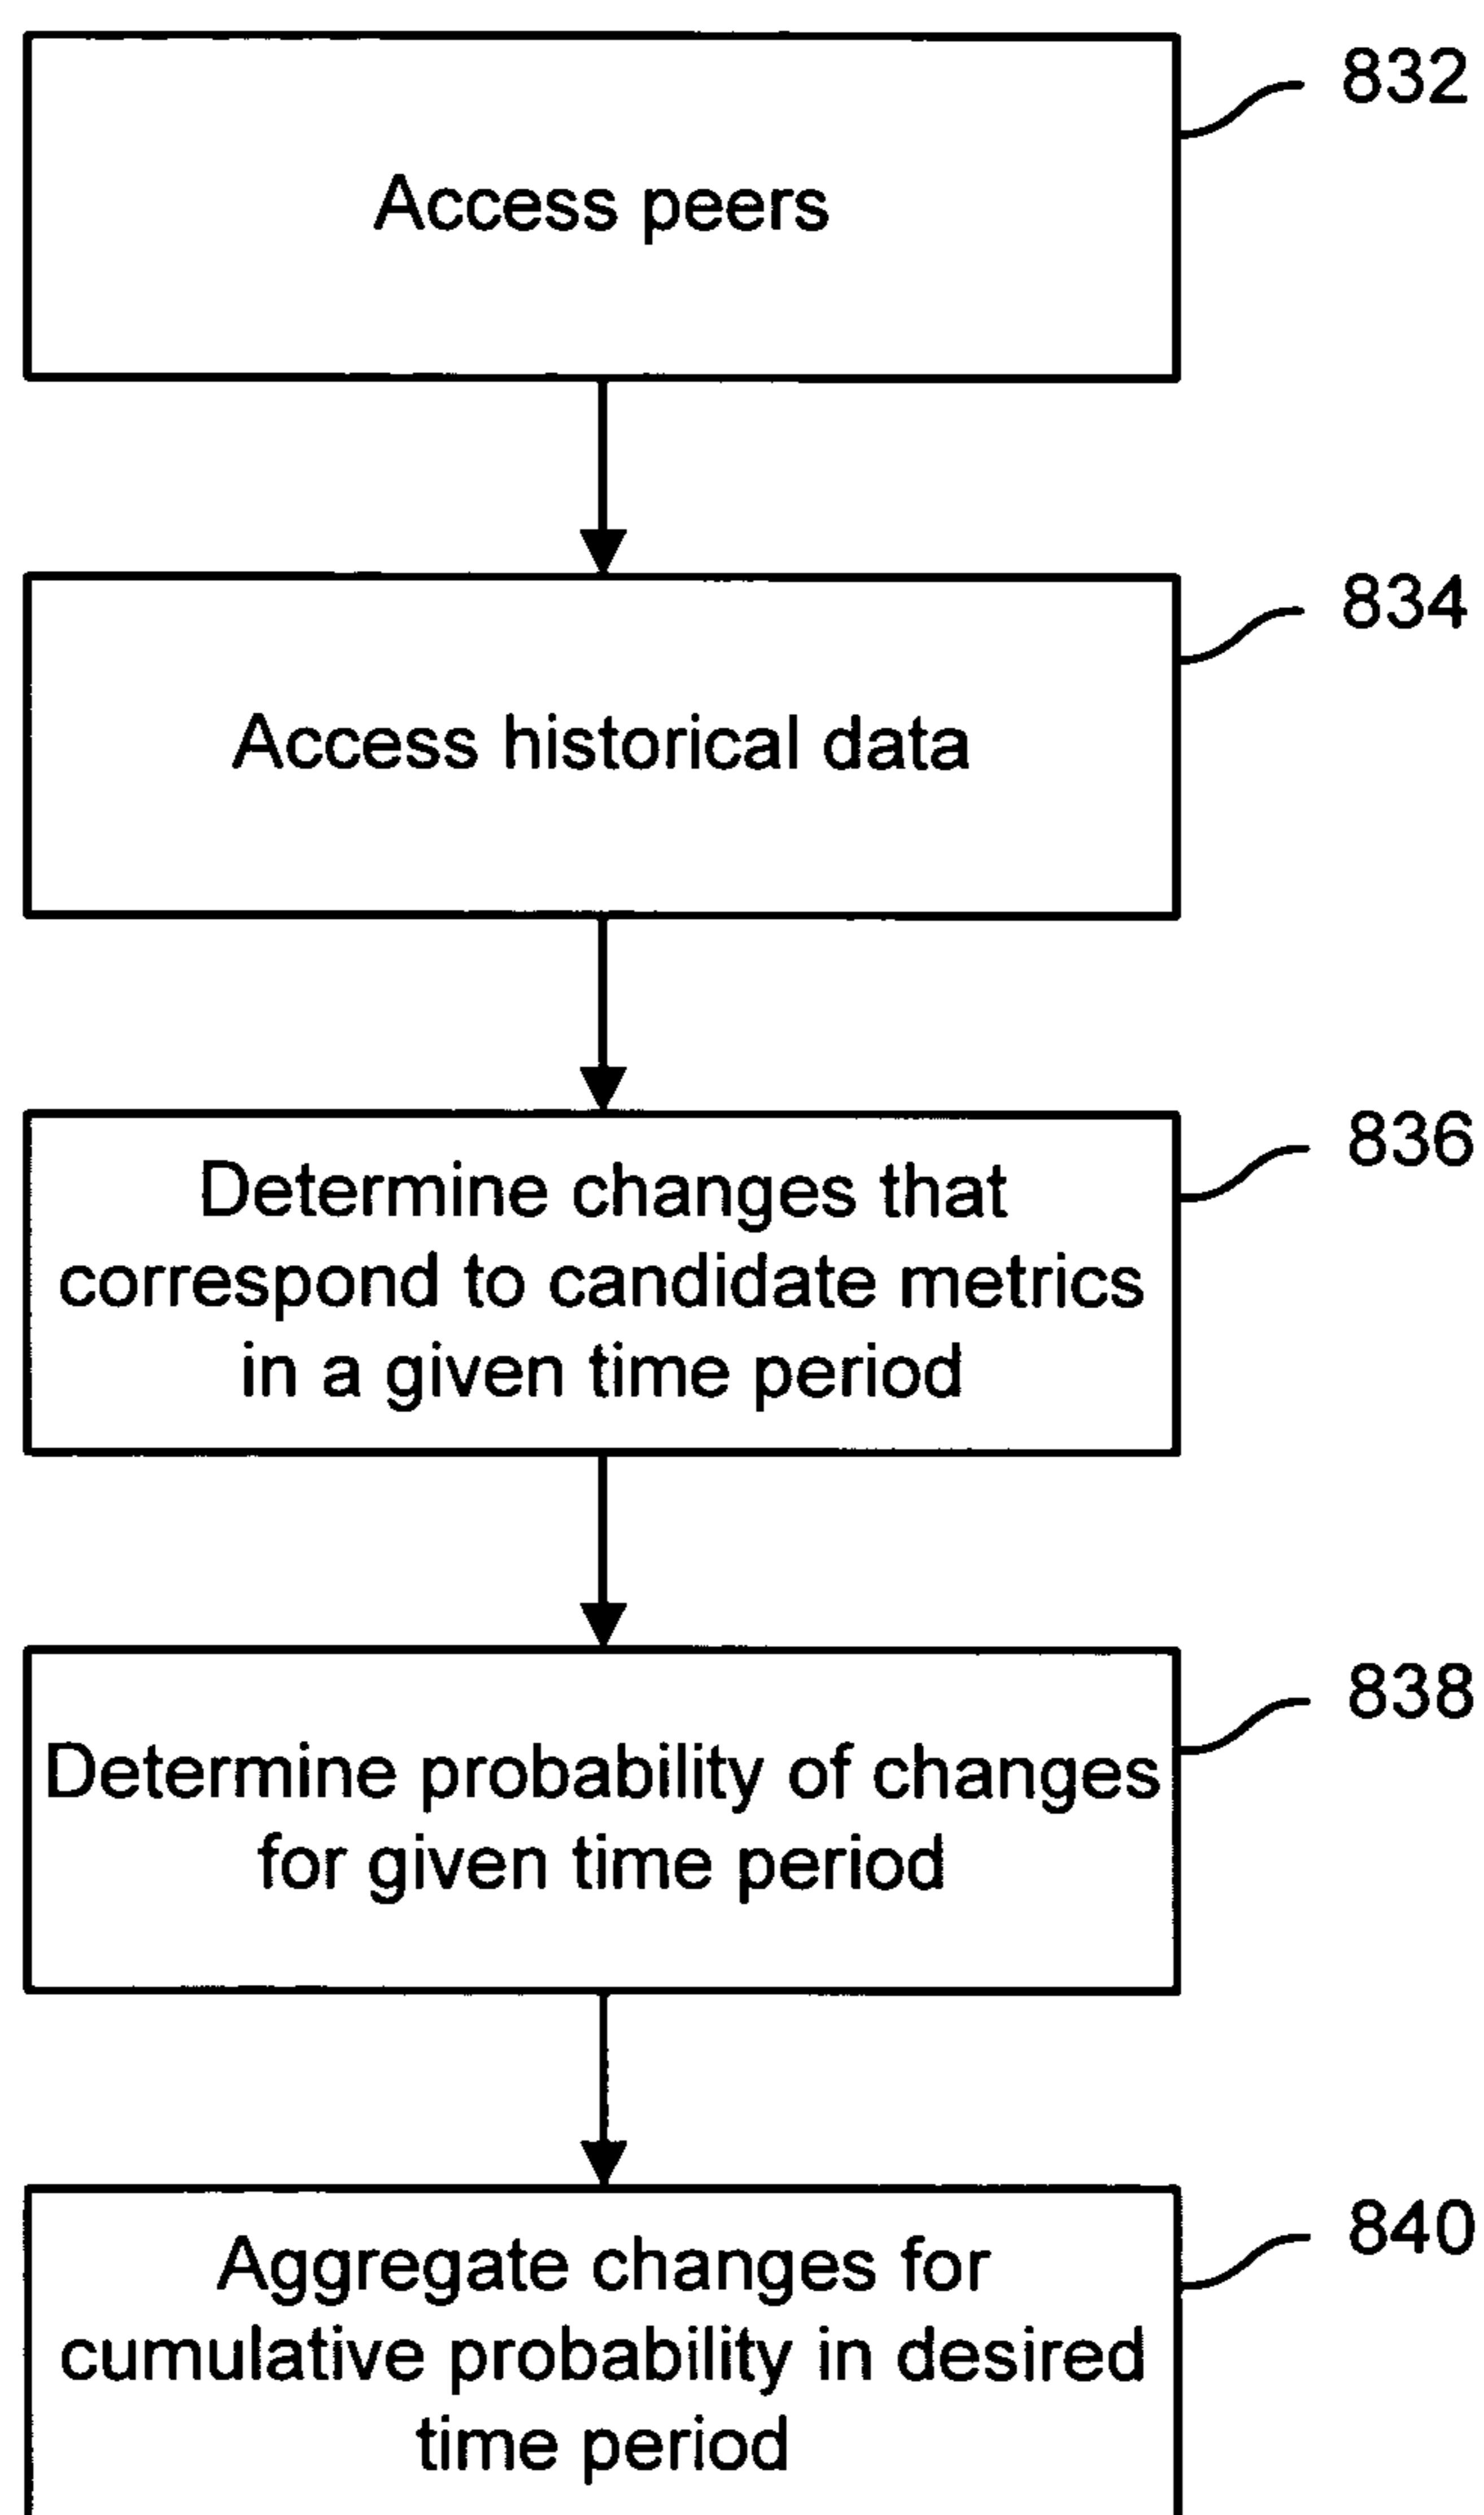 832
Access peers
834
Access historical data
836
Determine changes that
correspond to candidate metrics
in a given time period
838
Determine probability of changes
for given time period
840
Aggregate changes for
cumulative probability in desired
time period